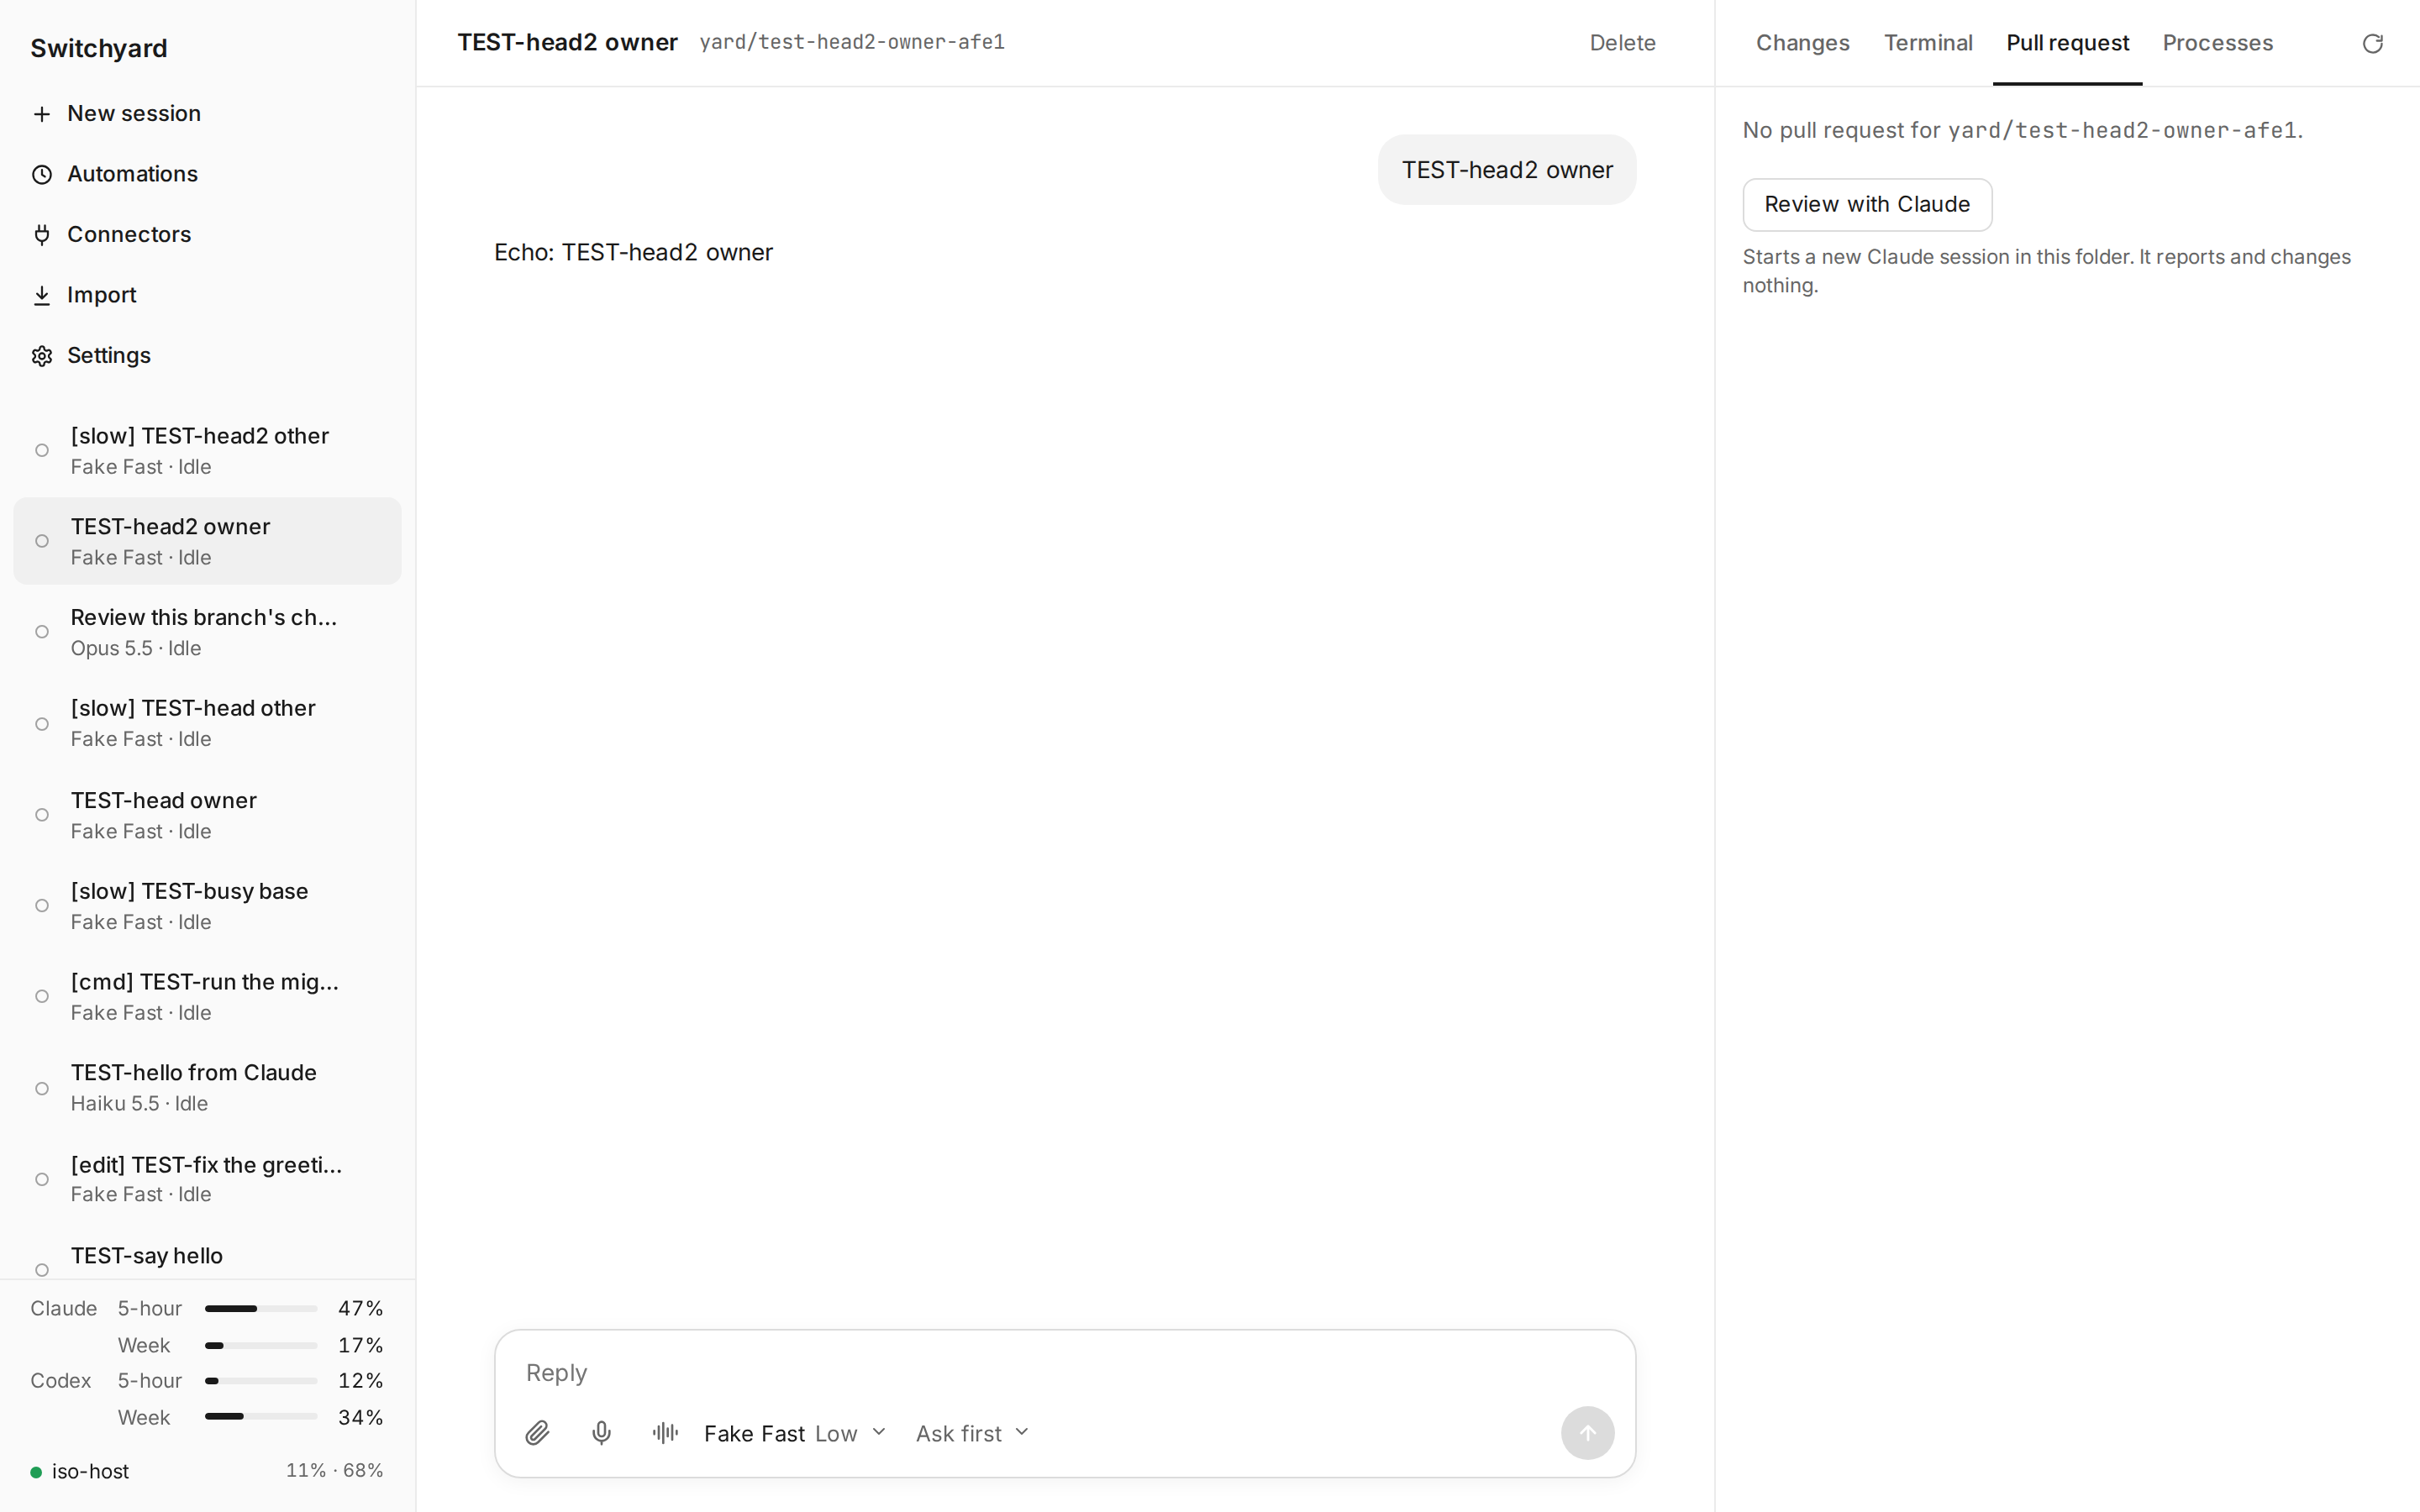 Switchyard
New session
Automations
Connectors
Import
Settings
[slow] TEST-head2 other
Fake Fast · Idle
TEST-head2 owner
Fake Fast · Idle
Review this branch's ch...
Opus 5.5 · Idle
[slow] TEST-head other
Fake Fast · Idle
TEST-head owner
Fake Fast · Idle
[slow] TEST-busy base
Fake Fast · Idle
[cmd] TEST-run the mig...
Fake Fast · Idle
TEST-hello from Claude
Haiku 5.5 · Idle
[edit] TEST-fix the greeti...
Fake Fast · Idle
TEST-say hello
Claude 5-hour 47%
Week 17%
Codex 5-hour 12%
Week 34%
iso-host 11% · 68%
TEST-head2 owner yard/test-head2-owner-afe1 Delete
TEST-head2 owner
Echo: TEST-head2 owner
Reply
Fake Fast Low Ask first
Changes Terminal Pull request Processes
No pull request for yard/test-head2-owner-afe1.
Review with Claude
Starts a new Claude session in this folder. It reports and changes
nothing.